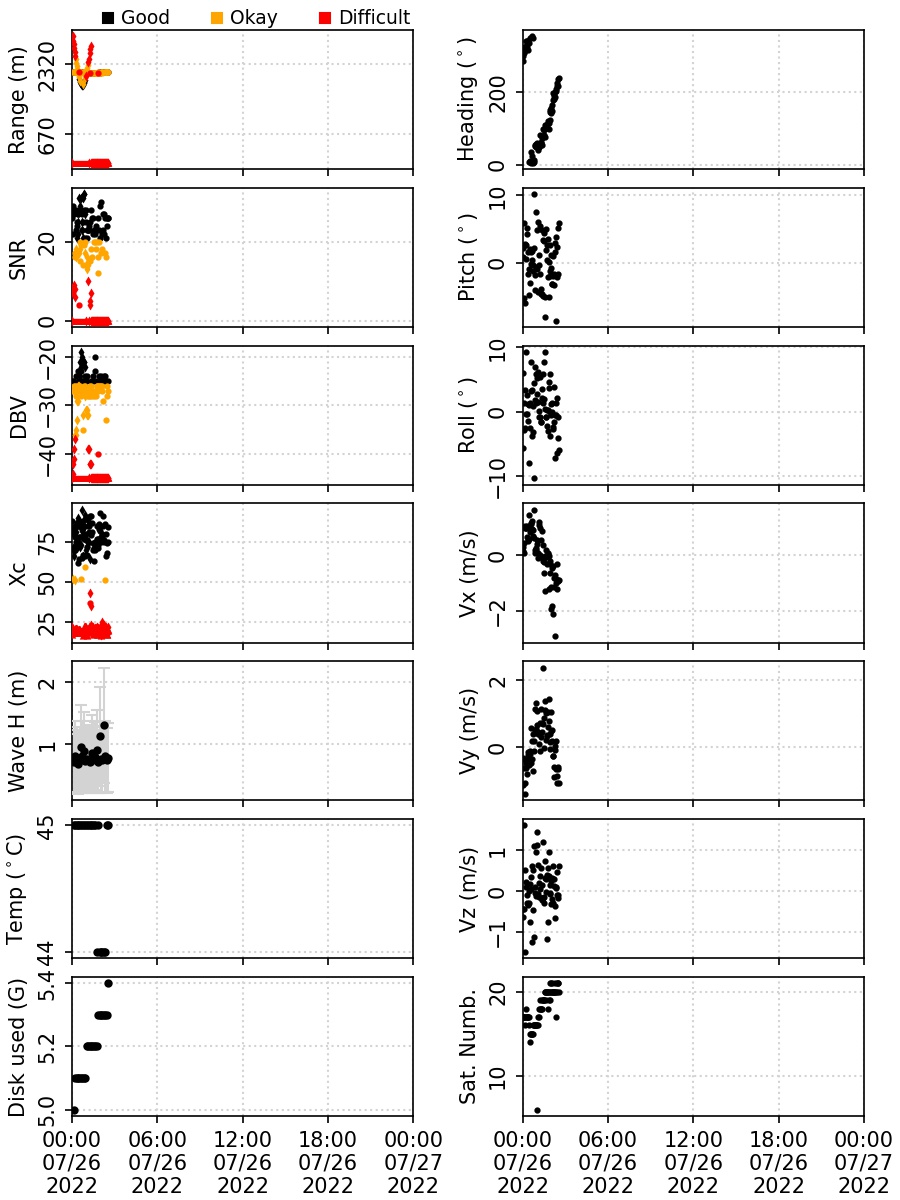 Good Okay Difficult
Range (m)
2320
670
Heading (°)
200
0
SNR
20
0
Pitch (°)
10
0
DBV
−20
−30
−40
Roll (°)
10
0
−10
Xc
75
50
25
Vx (m/s)
0
−2
Wave H (m)
2
1
Vy (m/s)
2
0
Temp (°C)
45
44
Vz (m/s)
1
0
−1
Disk used (G)
5.4
5.2
5.0
Sat. Numb.
20
10
00:00 06:00 12:00 18:00 00:00
07/26 07/26 07/26 07/26 07/27
2022 2022 2022 2022 2022
00:00 06:00 12:00 18:00 00:00
07/26 07/26 07/26 07/26 07/27
2022 2022 2022 2022 2022